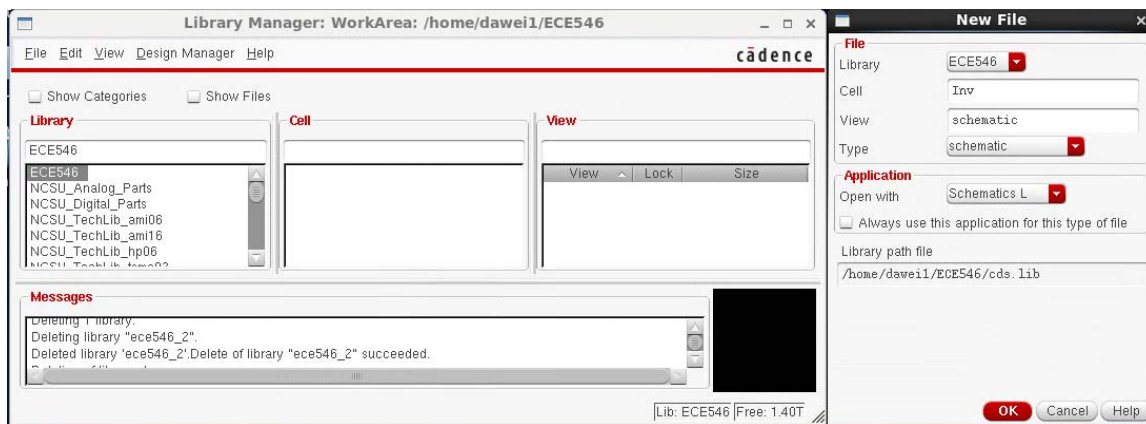 Library Manager: WorkArea: /home/dawei1/ECE546
File Edit View Design Manager Help
cādence
Show Categories Show Files
Library
ECE546
ECE546
NCSU_Analog_Parts
NCSU_Digital_Parts
NCSU_TechLib_ami06
NCSU_TechLib_ami16
NCSU_TechLib_hp06
Cell
View
View Lock Size
Messages
Deleting 1 library.
Deleting library "ece546_2".
Deleted library 'ece546_2'.Delete of library "ece546_2" succeeded.
Lib: ECE546 Free: 1.40T
New File
File
Library ECE546
Cell Inv
View schematic
Type schematic
Application
Open with Schematics L
Always use this application for this type of file
Library path file
/home/dawei1/ECE546/cds.lib
OK Cancel Help